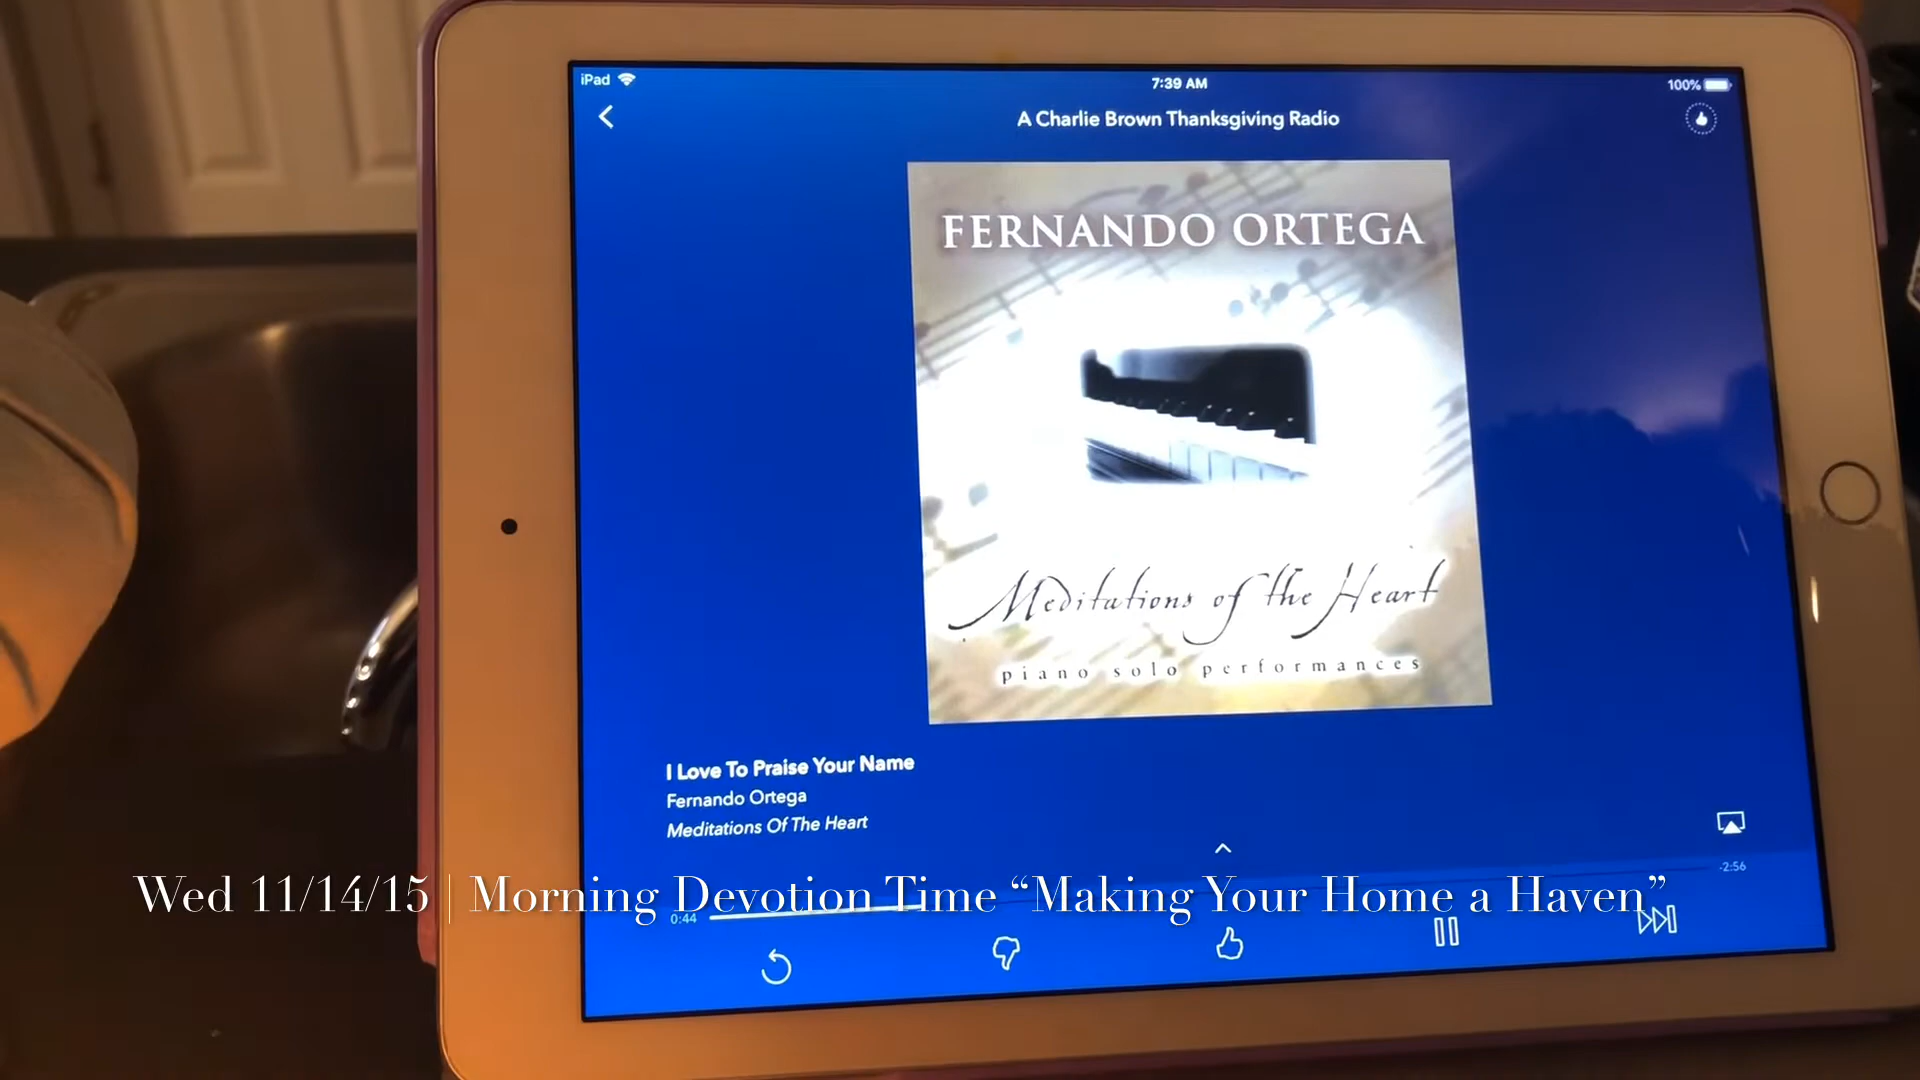 iPad
7:39 AM
100%
A Charlie Brown Thanksgiving Radio
FERNANDO ORTEGA
Meditations of the Heart
piano solo performances
I Love To Praise Your Name
Fernando Ortega
Meditations Of The Heart
-2:56
Wed 11/14/15 | Morning Devotion Time “Making Your Home a Haven”
0:44